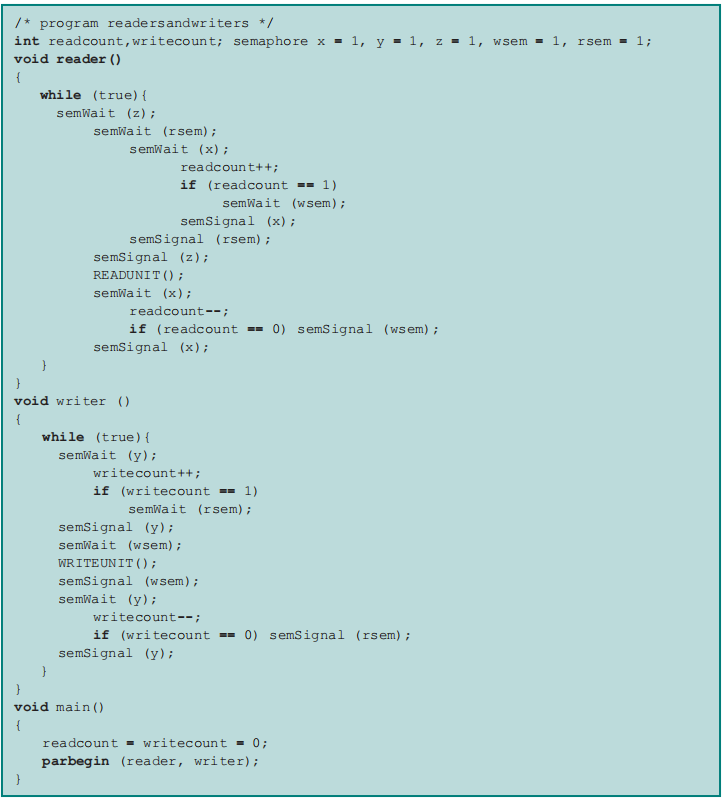 /* program readersandwriters */
int readcount,writecount; semaphore x = 1, y = 1, z = 1, wsem = 1, rsem = 1;
void reader()
{
while (true){
semWait (z);
semWait (rsem);
semWait (x);
readcount++;
if (readcount == 1)
semWait (wsem);
semSignal (x);
semSignal (rsem);
semSignal (z);
READUNIT();
semWait (x);
readcount--;
if (readcount == 0) semSignal (wsem);
semSignal (x);
}
}
void writer ()
{
while (true){
semWait (y);
writecount++;
if (writecount == 1)
semWait (rsem);
semSignal (y);
semWait (wsem);
WRITEUNIT();
semSignal (wsem);
semWait (y);
writecount--;
if (writecount == 0) semSignal (rsem);
semSignal (y);
}
}
void main()
{
readcount = writecount = 0;
parbegin (reader, writer);
}